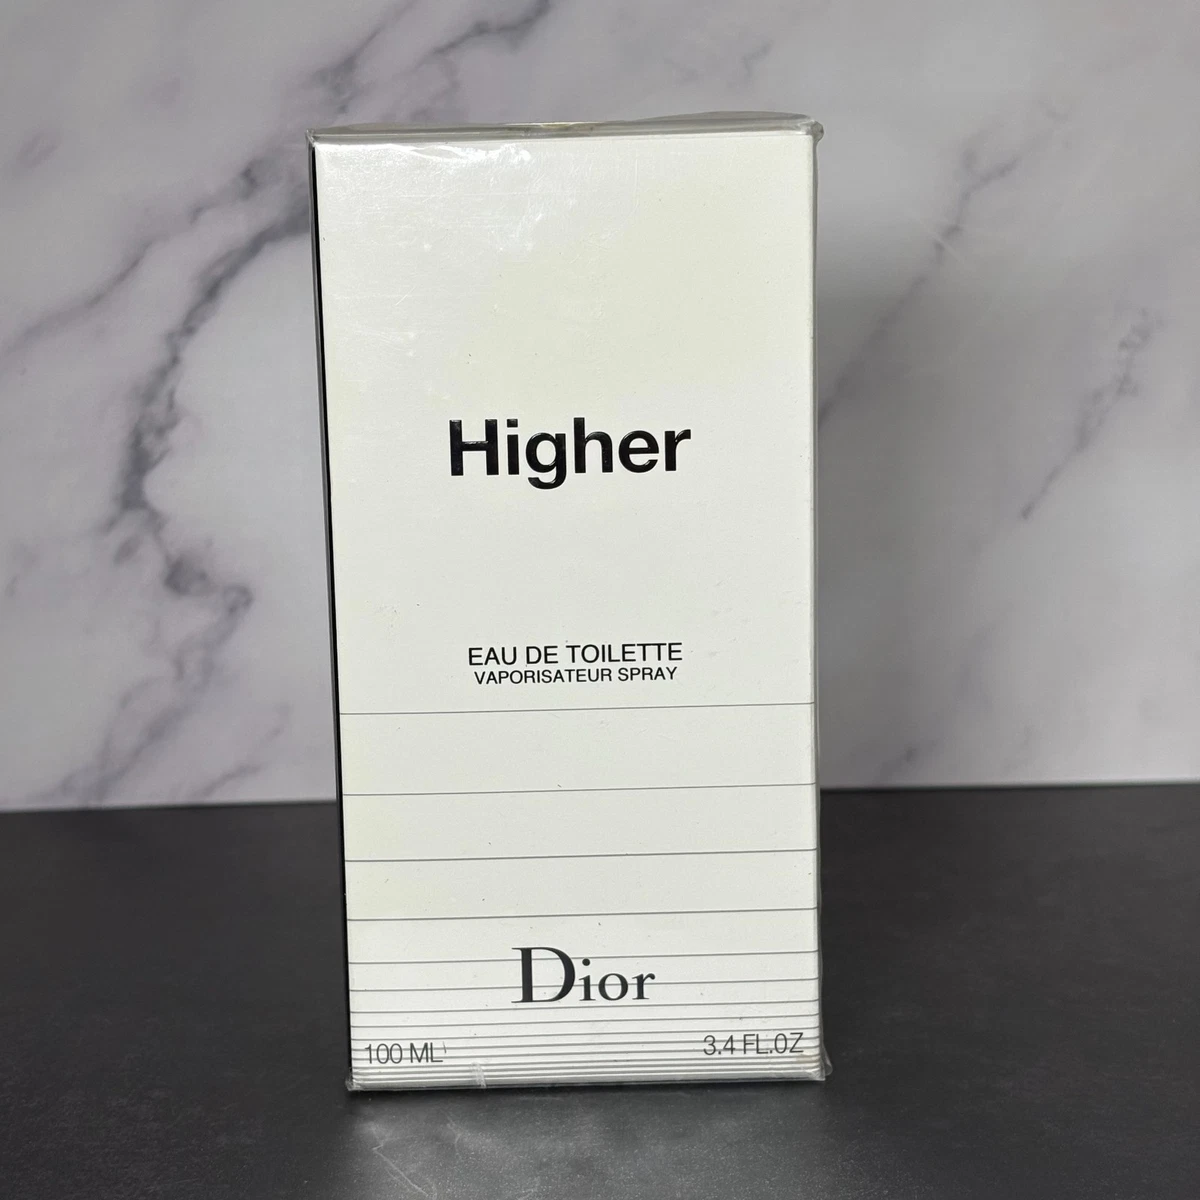 Higher
EAU DE TOILETTE
VAPORISATEUR SPRAY
Dior
100 ML
3.4 FL.OZ